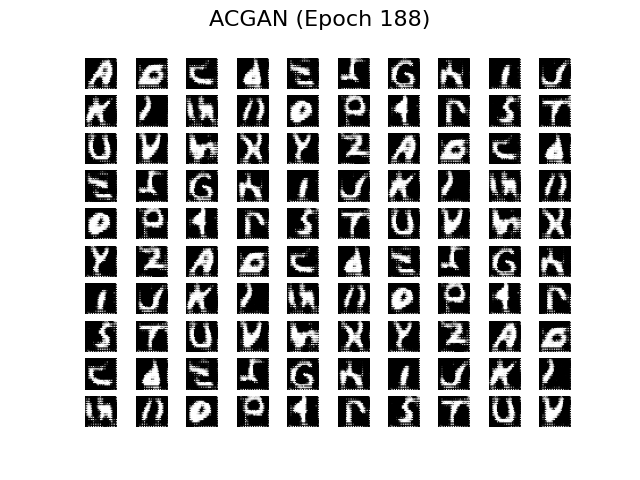 ACGAN (Epoch 188)
A C d G h I J
K O P r S T
U V X Y Z A C d
G h I J K
O P r S T U V X
Y Z A C d G h
I J K O P r
S T U V X Y Z A
C d G h I J K
O P r S T U V